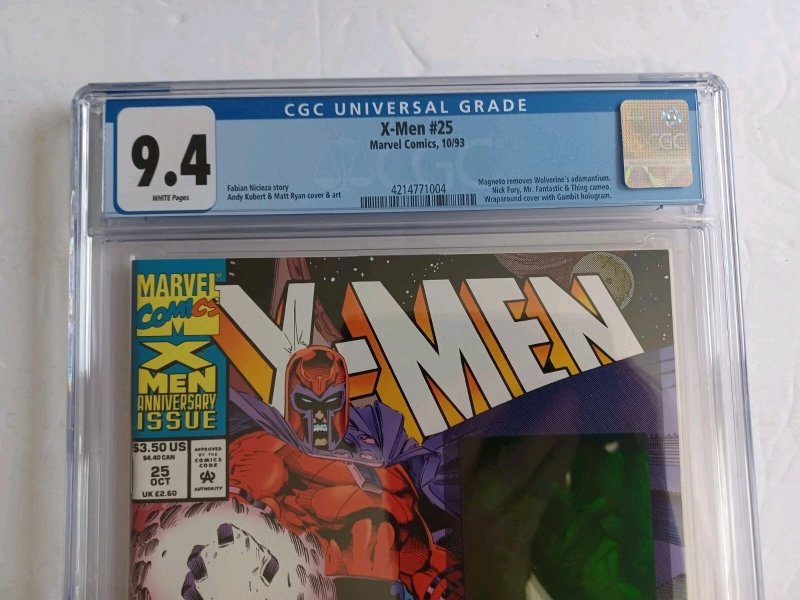 CGC UNIVERSAL GRADE
9.4
WHITE Pages
X-Men #25
Marvel Comics, 10/93
Fabian Nicieza story
Andy Kubert & Matt Ryan cover & art
4214771004
Magneto removes Wolverine's adamantium.
Nick Fury, Mr. Fantastic & Thing cameo.
Wraparound cover with Gambit hologram.
CGC
MARVEL
COMICS
X
MEN
ANNIVERSARY
ISSUE
$3.50 US
$4.40 CAN
25
OCT
UK £2.60
APPROVED
BY THE
COMICS
CODE
AUTHORITY
X-MEN